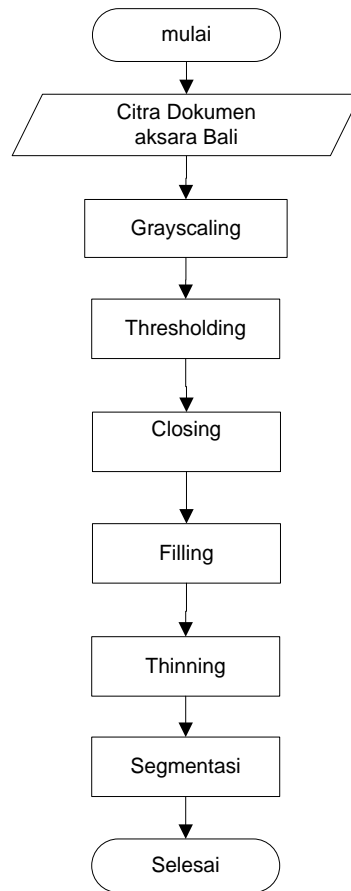 mulai
Citra Dokumen
aksara Bali
Grayscaling
Thresholding
Closing
Filling
Thinning
Segmentasi
Selesai